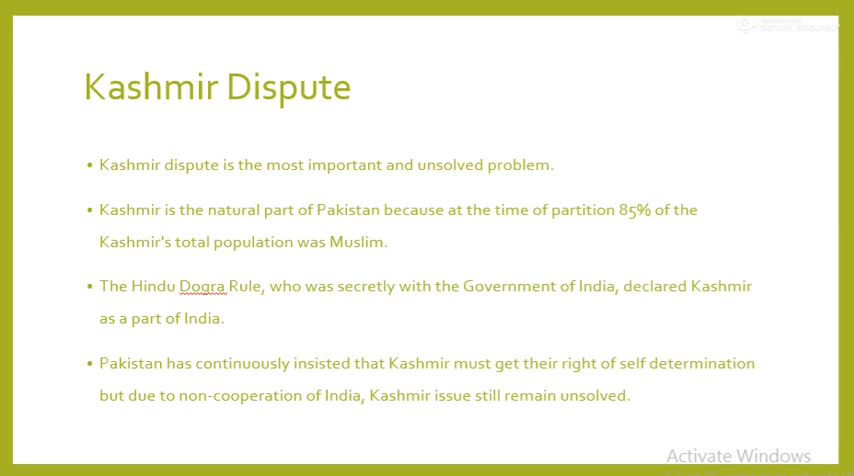 Kashmir Dispute
• Kashmir dispute is the most important and unsolved problem.
• Kashmir is the natural part of Pakistan because at the time of partition 85% of the
Kashmir's total population was Muslim.
• The Hindu Dogra Rule, who was secretly with the Government of India, declared Kashmir
as a part of India.
• Pakistan has continuously insisted that Kashmir must get their right of self determination
but due to non-cooperation of India, Kashmir issue still remain unsolved.
Activate Windows